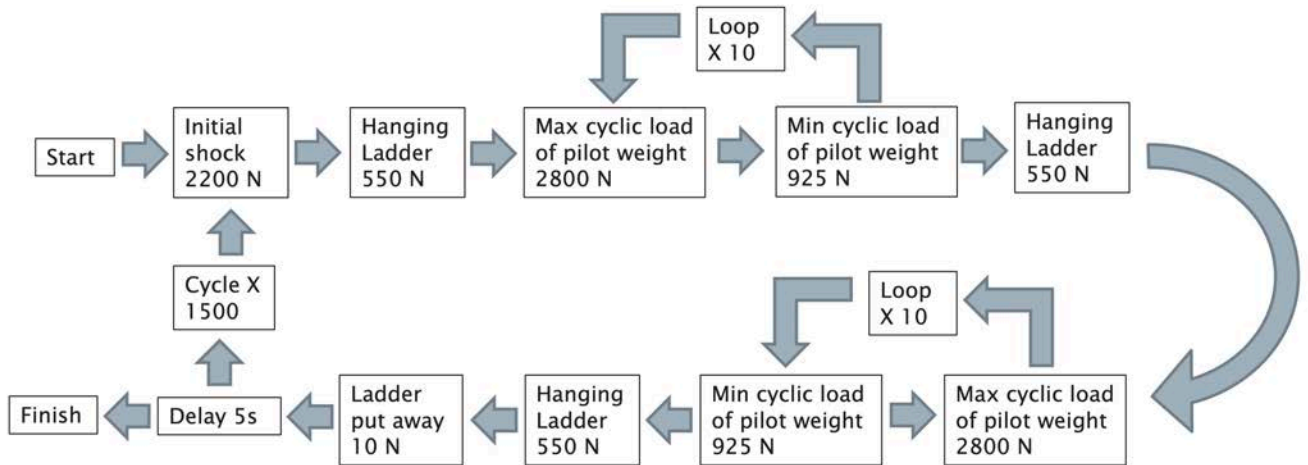 Start
Initial
shock
2200 N
Hanging
Ladder
550 N
Max cyclic load
of pilot weight
2800 N
Loop
X 10
Min cyclic load
of pilot weight
925 N
Hanging
Ladder
550 N
Max cyclic load
of pilot weight
2800 N
Loop
X 10
Min cyclic load
of pilot weight
925 N
Hanging
Ladder
550 N
Ladder
put away
10 N
Delay 5s
Cycle X
1500
Finish